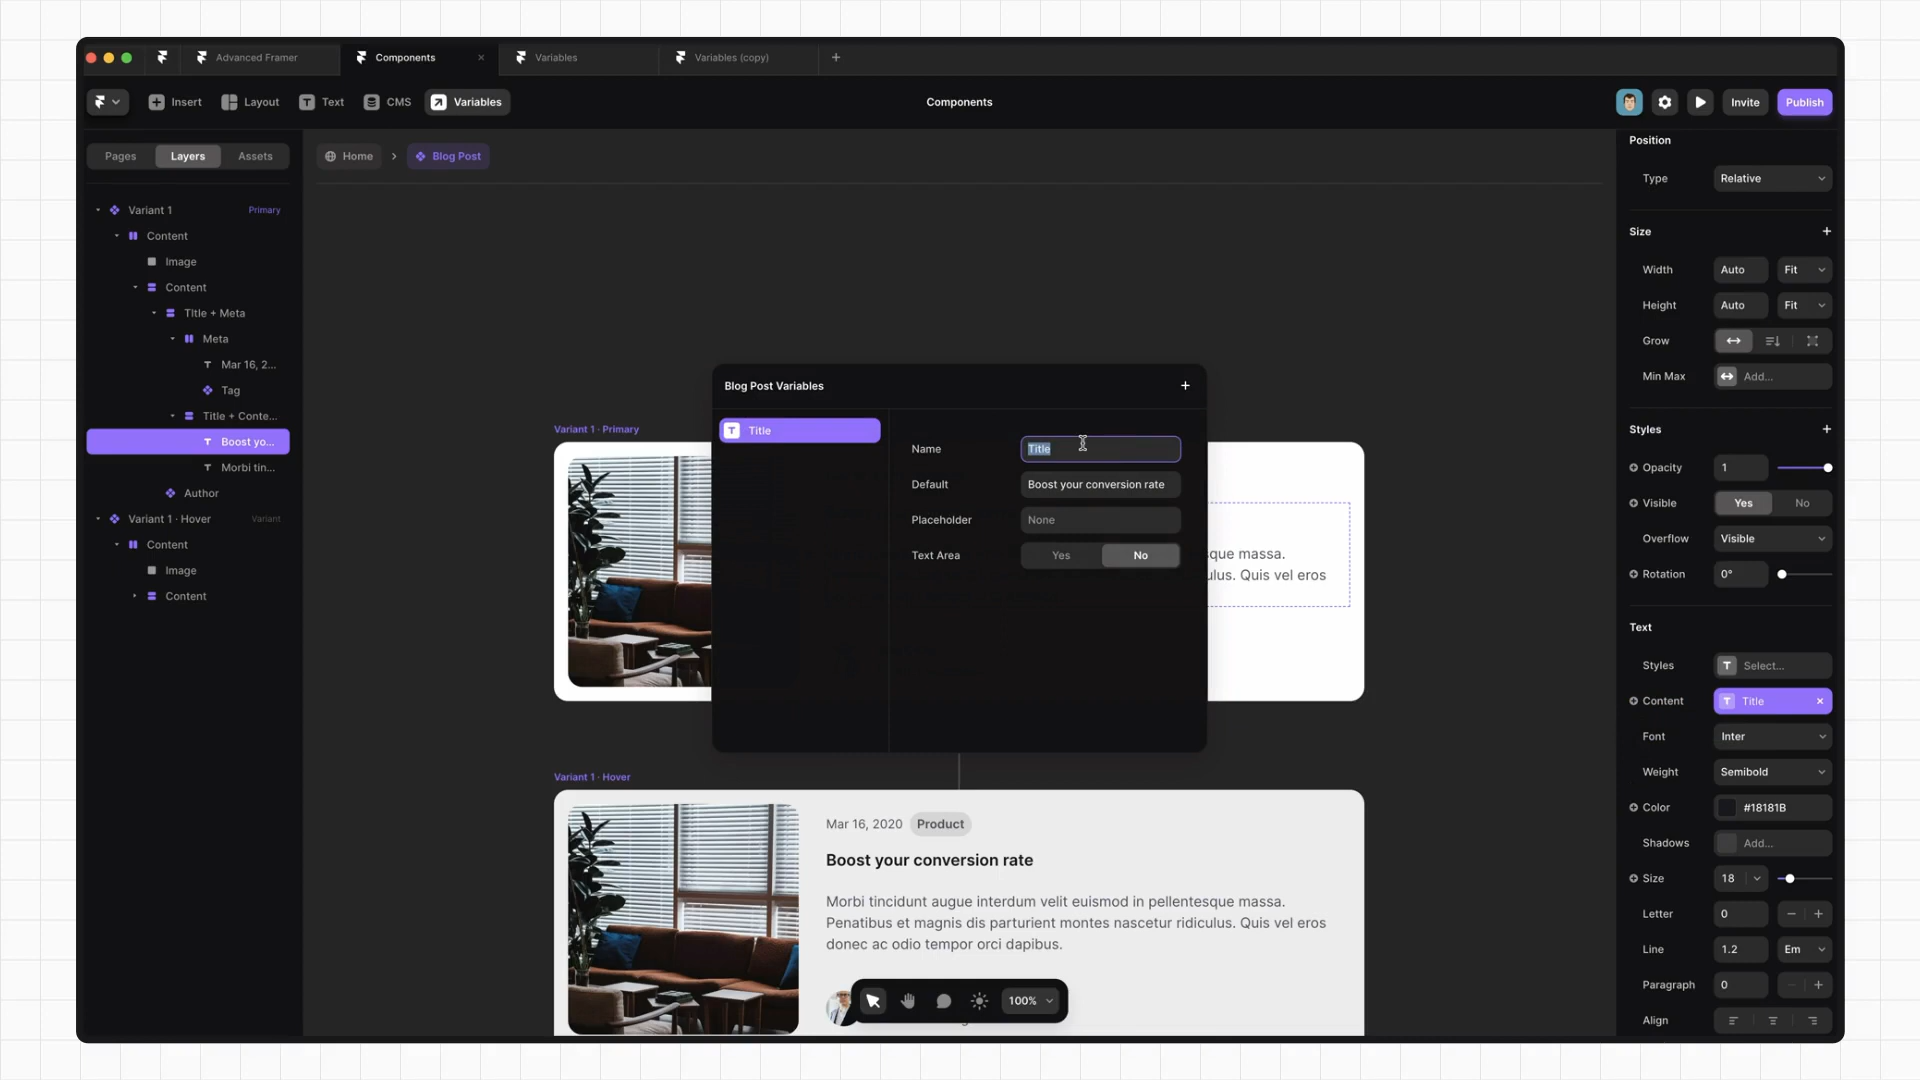 Advanced Framer
Components
Variables
Variables (copy)
Insert
Layout
Text
CMS
Variables
Components
Invite
Publish
Pages
Layers
Assets
Home
Blog Post
Variant 1
Primary
Content
Image
Content
TItle + Meta
Meta
Mar 16, 2...
Tag
Title + Conte...
Boost yo...
Morbi tin...
Author
Variant 1 · Hover
Variant
Content
Image
Content
Variant 1 · Primary
Blog Post Variables
Title
Name
Title
Default
Boost your conversion rate
Placeholder
None
Text Area
Yes
No
sque massa.
ulus. Quis vel eros
Variant 1 · Hover
Mar 16, 2020
Product
Boost your conversion rate
Morbi tincidunt augue interdum velit euismod in pellentesque massa.
Penatibus et magnis dis parturient montes nascetur ridiculus. Quis vel eros
donec ac odio tempor orci dapibus.
100%
Position
Type
Relative
Size
Width
Auto
Fit
Height
Auto
Fit
Grow
Min Max
Add...
Styles
Opacity
1
Visible
Yes
No
Overflow
Visible
Rotation
0°
Text
Styles
Select...
Content
Title
Font
Inter
Weight
Semibold
Color
#18181B
Shadows
Add...
Size
18
Letter
0
Line
1.2
Em
Paragraph
0
Align